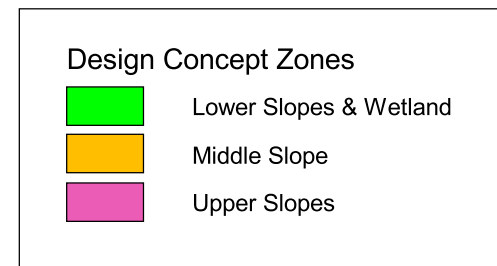 Design Concept Zones
Lower Slopes & Wetland
Middle Slope
Upper Slopes